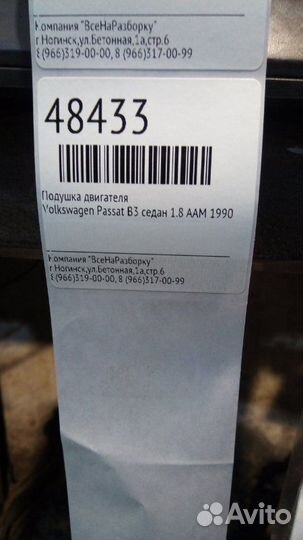 Компания "ВсеНаРазборку"
г.Ногинск,ул.Бетонная,1а,стр.6
8(966)319-00-00, 8 (966)317-00-99
48433
Подушка двигателя
Volkswagen Passat B3 седан 1.8 AAM 1990
Компания "ВсеНаРазборку"
г.Ногинск,ул.Бетонная,1а,стр.6
8(966)319-00-00, 8 (966)317-00-99
Avito